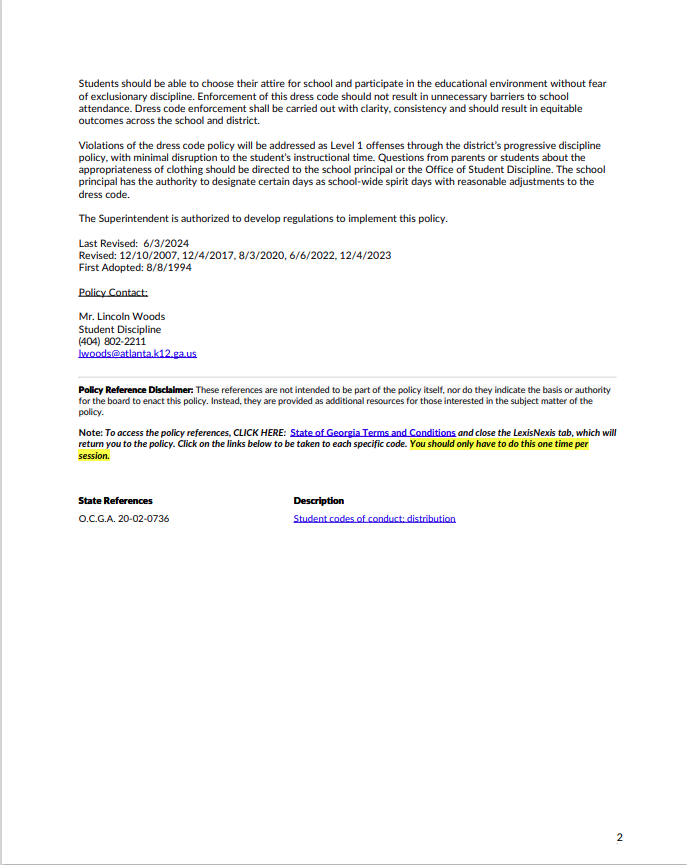 Students should be able to choose their attire for school and participate in the educational environment without fear
of exclusionary discipline. Enforcement of this dress code should not result in unnecessary barriers to school
attendance. Dress code enforcement shall be carried out with clarity, consistency and should result in equitable
outcomes across the school and district.
Violations of the dress code policy will be addressed as Level 1 offenses through the district's progressive discipline
policy, with minimal disruption to the student's instructional time. Questions from parents or students about the
appropriateness of clothing should be directed to the school principal or the Office of Student Discipline. The school
principal has the authority to designate certain days as school-wide spirit days with reasonable adjustments to the
dress code.
The Superintendent is authorized to develop regulations to implement this policy.
Last Revised: 6/3/2024
Revised: 12/10/2007, 12/4/2017, 8/3/2020, 6/6/2022, 12/4/2023
First Adopted: 8/8/1994
Policy Contact:
Mr. Lincoln Woods
Student Discipline
(404) 802-2211
lwoods@atlanta.k12.ga.us
Policy Reference Disclaimer: These references are not intended to be part of the policy itself, nor do they indicate the basis or authority
for the board to enact this policy. Instead, they are provided as additional resources for those interested in the subject matter of the
policy.
Note: To access the policy references, CLICK HERE: State of Georgia Terms and Conditions and close the LexisNexis tab, which will
return you to the policy. Click on the links below to be taken to each specific code. You should only have to do this one time per
session.
State References Description
O.C.G.A. 20-02-0736 Student codes of conduct; distribution
2